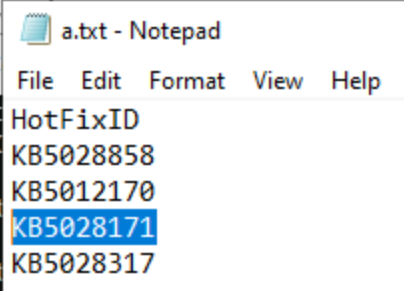 a.txt - Notepad
File Edit Format View Help
HotFixID
KB5028858
KB5012170
KB5028171
KB5028317